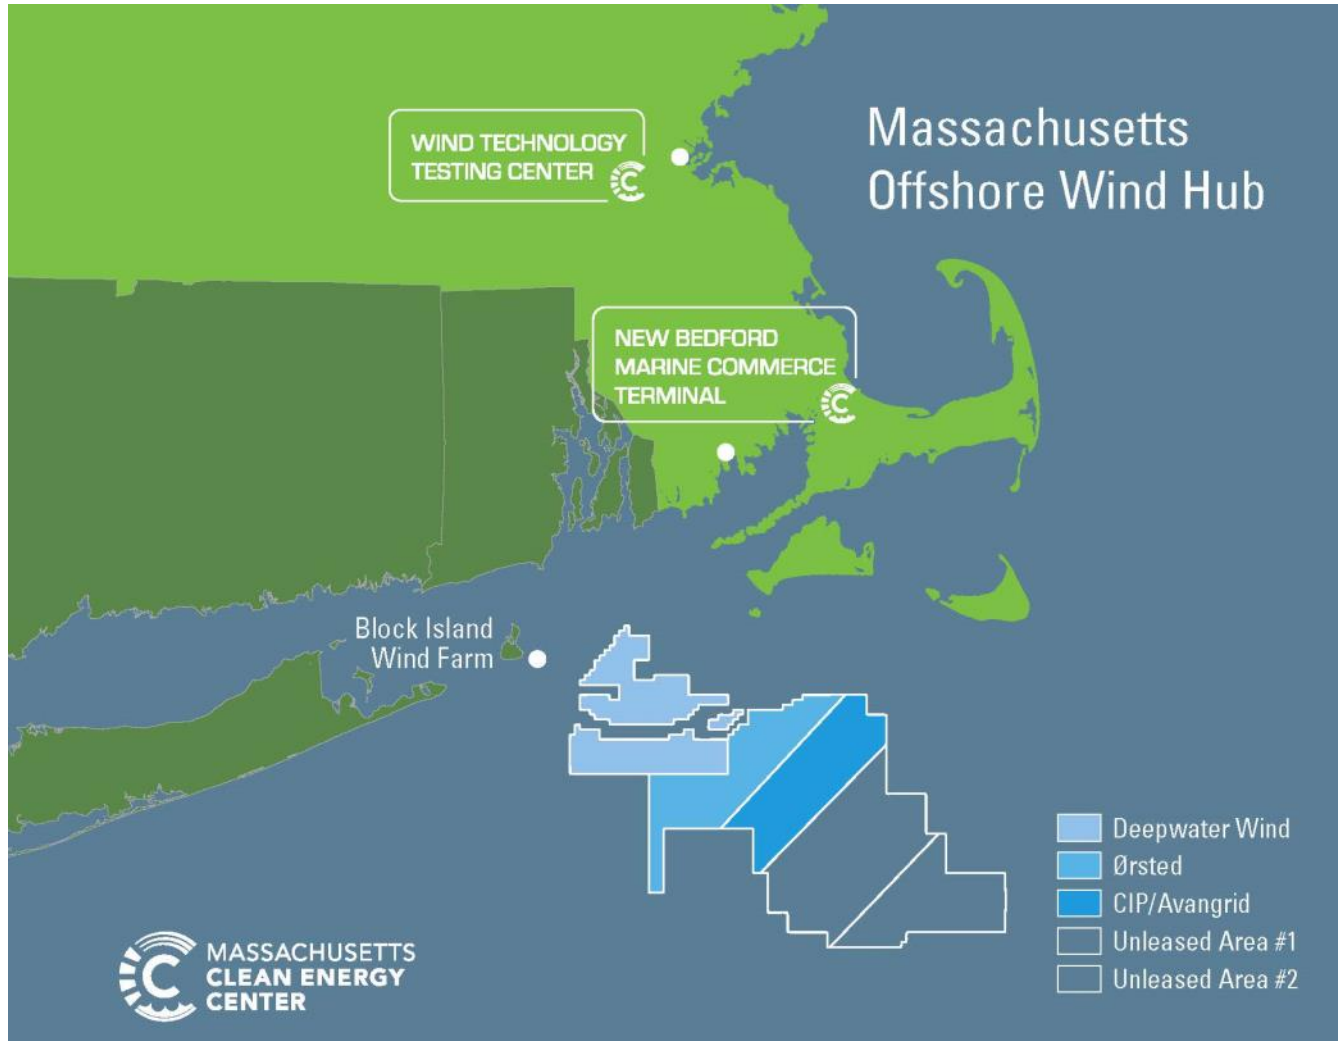 Massachusetts
Offshore Wind Hub
WIND TECHNOLOGY
TESTING CENTER
C
NEW BEDFORD
MARINE COMMERCE
TERMINAL
C
Block Island
Wind Farm
Deepwater Wind
Ørsted
CIP/Avangrid
Unleased Area #1
Unleased Area #2
C
MASSACHUSETTS
CLEAN ENERGY
CENTER